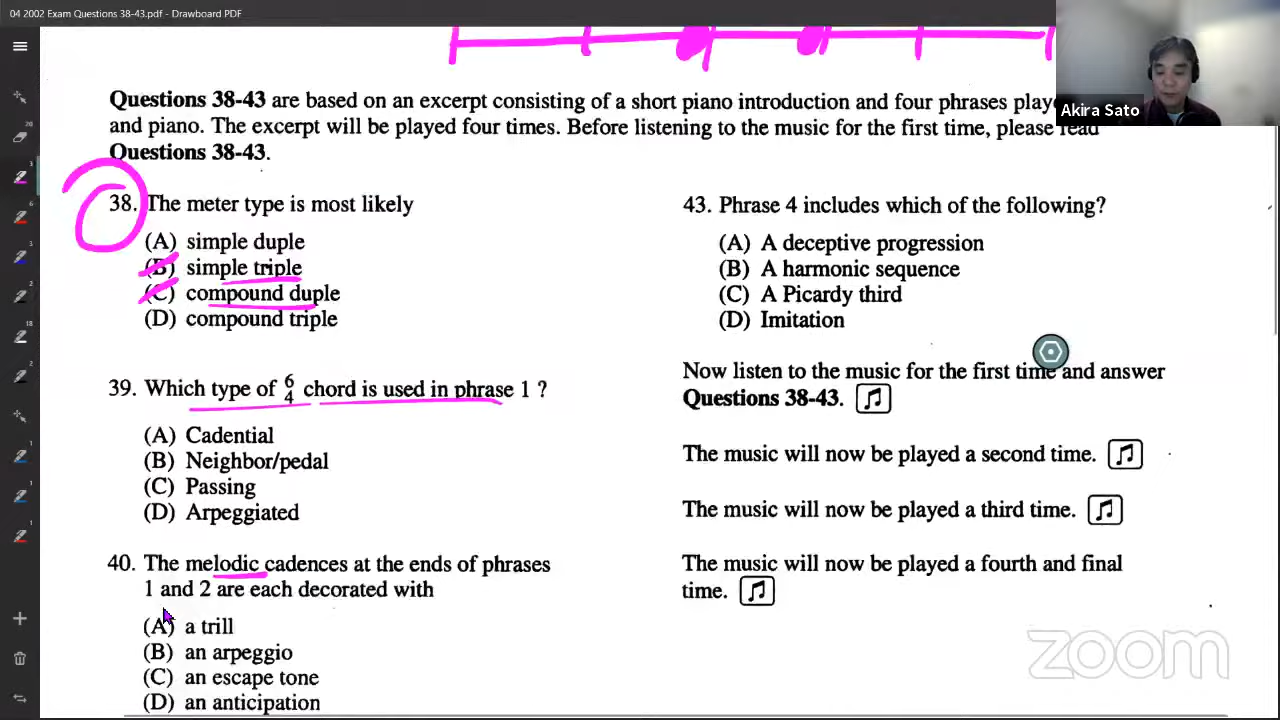 04 2002 Exam Questions 38-43.pdf - Drawboard PDF
Akira Sato
Questions 38-43 are based on an excerpt consisting of a short piano introduction and four phrases
and piano. The excerpt will be played four times. Before listening to the music for the first time, please read
Questions 38-43.
38. The meter type is most likely
(A) simple duple
(B) simple triple
(C) compound duple
(D) compound triple
39. Which type of 6/4 chord is used in phrase 1 ?
(A) Cadential
(B) Neighbor/pedal
(C) Passing
(D) Arpeggiated
40. The melodic cadences at the ends of phrases
1 and 2 are each decorated with
(A) a trill
(B) an arpeggio
(C) an escape tone
(D) an anticipation
43. Phrase 4 includes which of the following?
(A) A deceptive progression
(B) A harmonic sequence
(C) A Picardy third
(D) Imitation
Now listen to the music for the first time and answer
Questions 38-43.
The music will now be played a second time.
The music will now be played a third time.
The music will now be played a fourth and final
time.
zoom